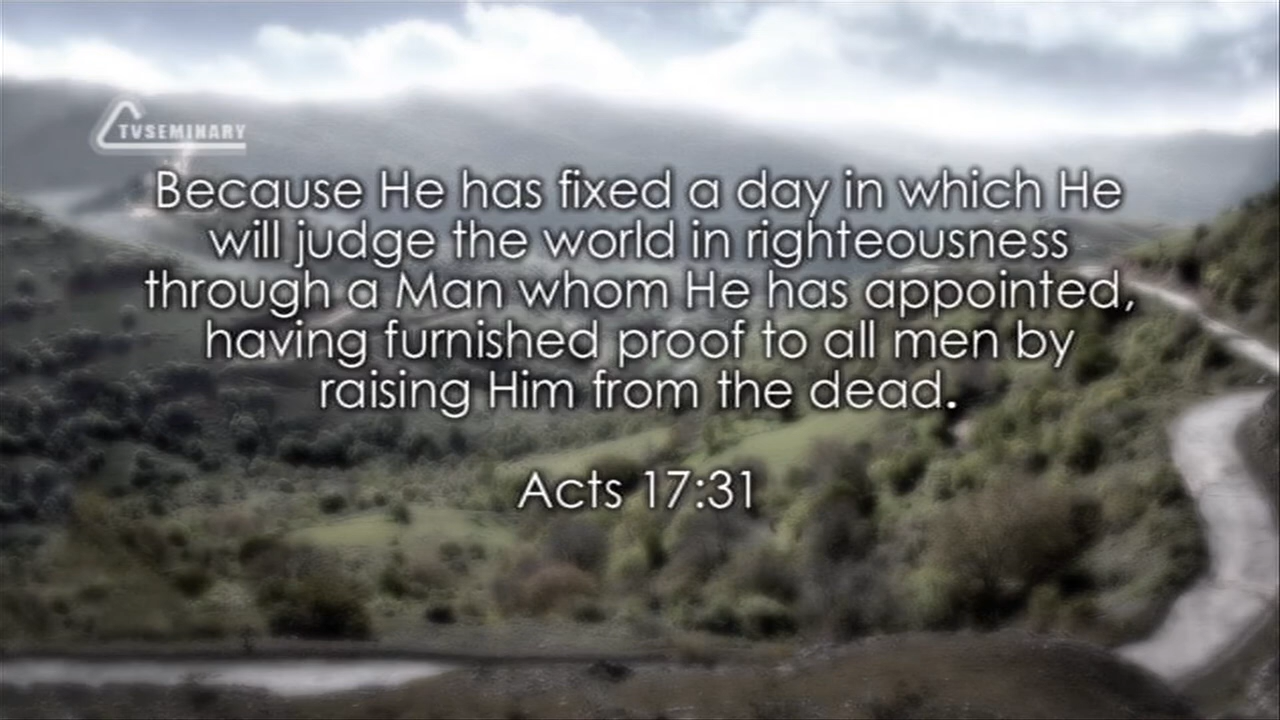 TVSEMINARY
Because He has fixed a day in which He
will judge the world in righteousness
through a Man whom He has appointed,
having furnished proof to all men by
raising Him from the dead.
Acts 17:31